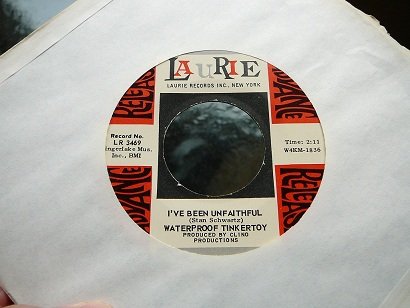 LAURIE
LAURIE RECORDS INC., NEW YORK
RELEASE
ADVANCE
Record No.
LR 3469
ingerlake Mus.
Inc., BMI
Time: 2:11
W4KM-1836
ADVANCE
RELEASE
I'VE BEEN UNFAITHFUL
(Stan Schwartz)
WATERPROOF TINKERTOY
PRODUCED BY CLINO
PRODUCTIONS